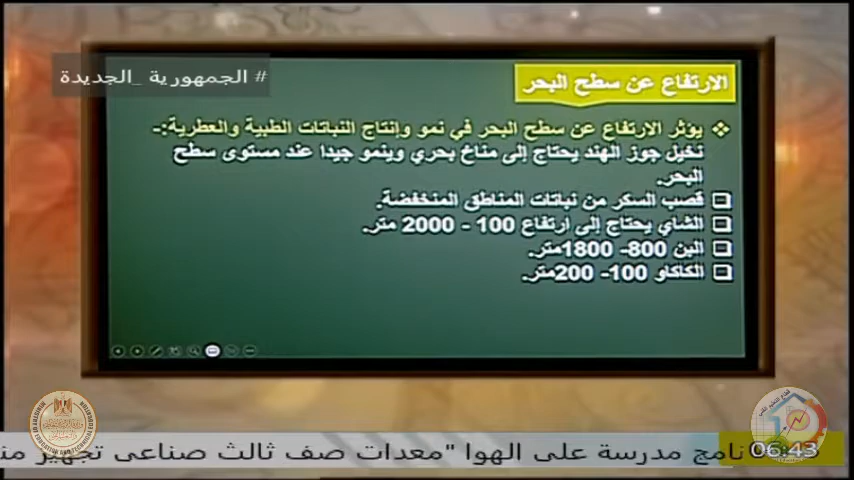 # الجمهورية _الجديدة
الارتفاع عن سطح البحر
❖ يؤثر الارتفاع عن سطح البحر في نمو وإنتاج النباتات الطبية والعطرية:-
نخيل جوز الهند يحتاج إلى مناخ بحري وينمو جيدا عند مستوى سطح
البحر.
❑ قصب السكر من نباتات المناطق المنخفضة.
❑ الشاي يحتاج إلى ارتفاع 100 - 2000 متر.
❑ البن 800- 1800متر.
❑ الكاكاو 100- 200متر.
نامج مدرسة على الهوا "معدات صف ثالث صناعى تجهيز
06:43